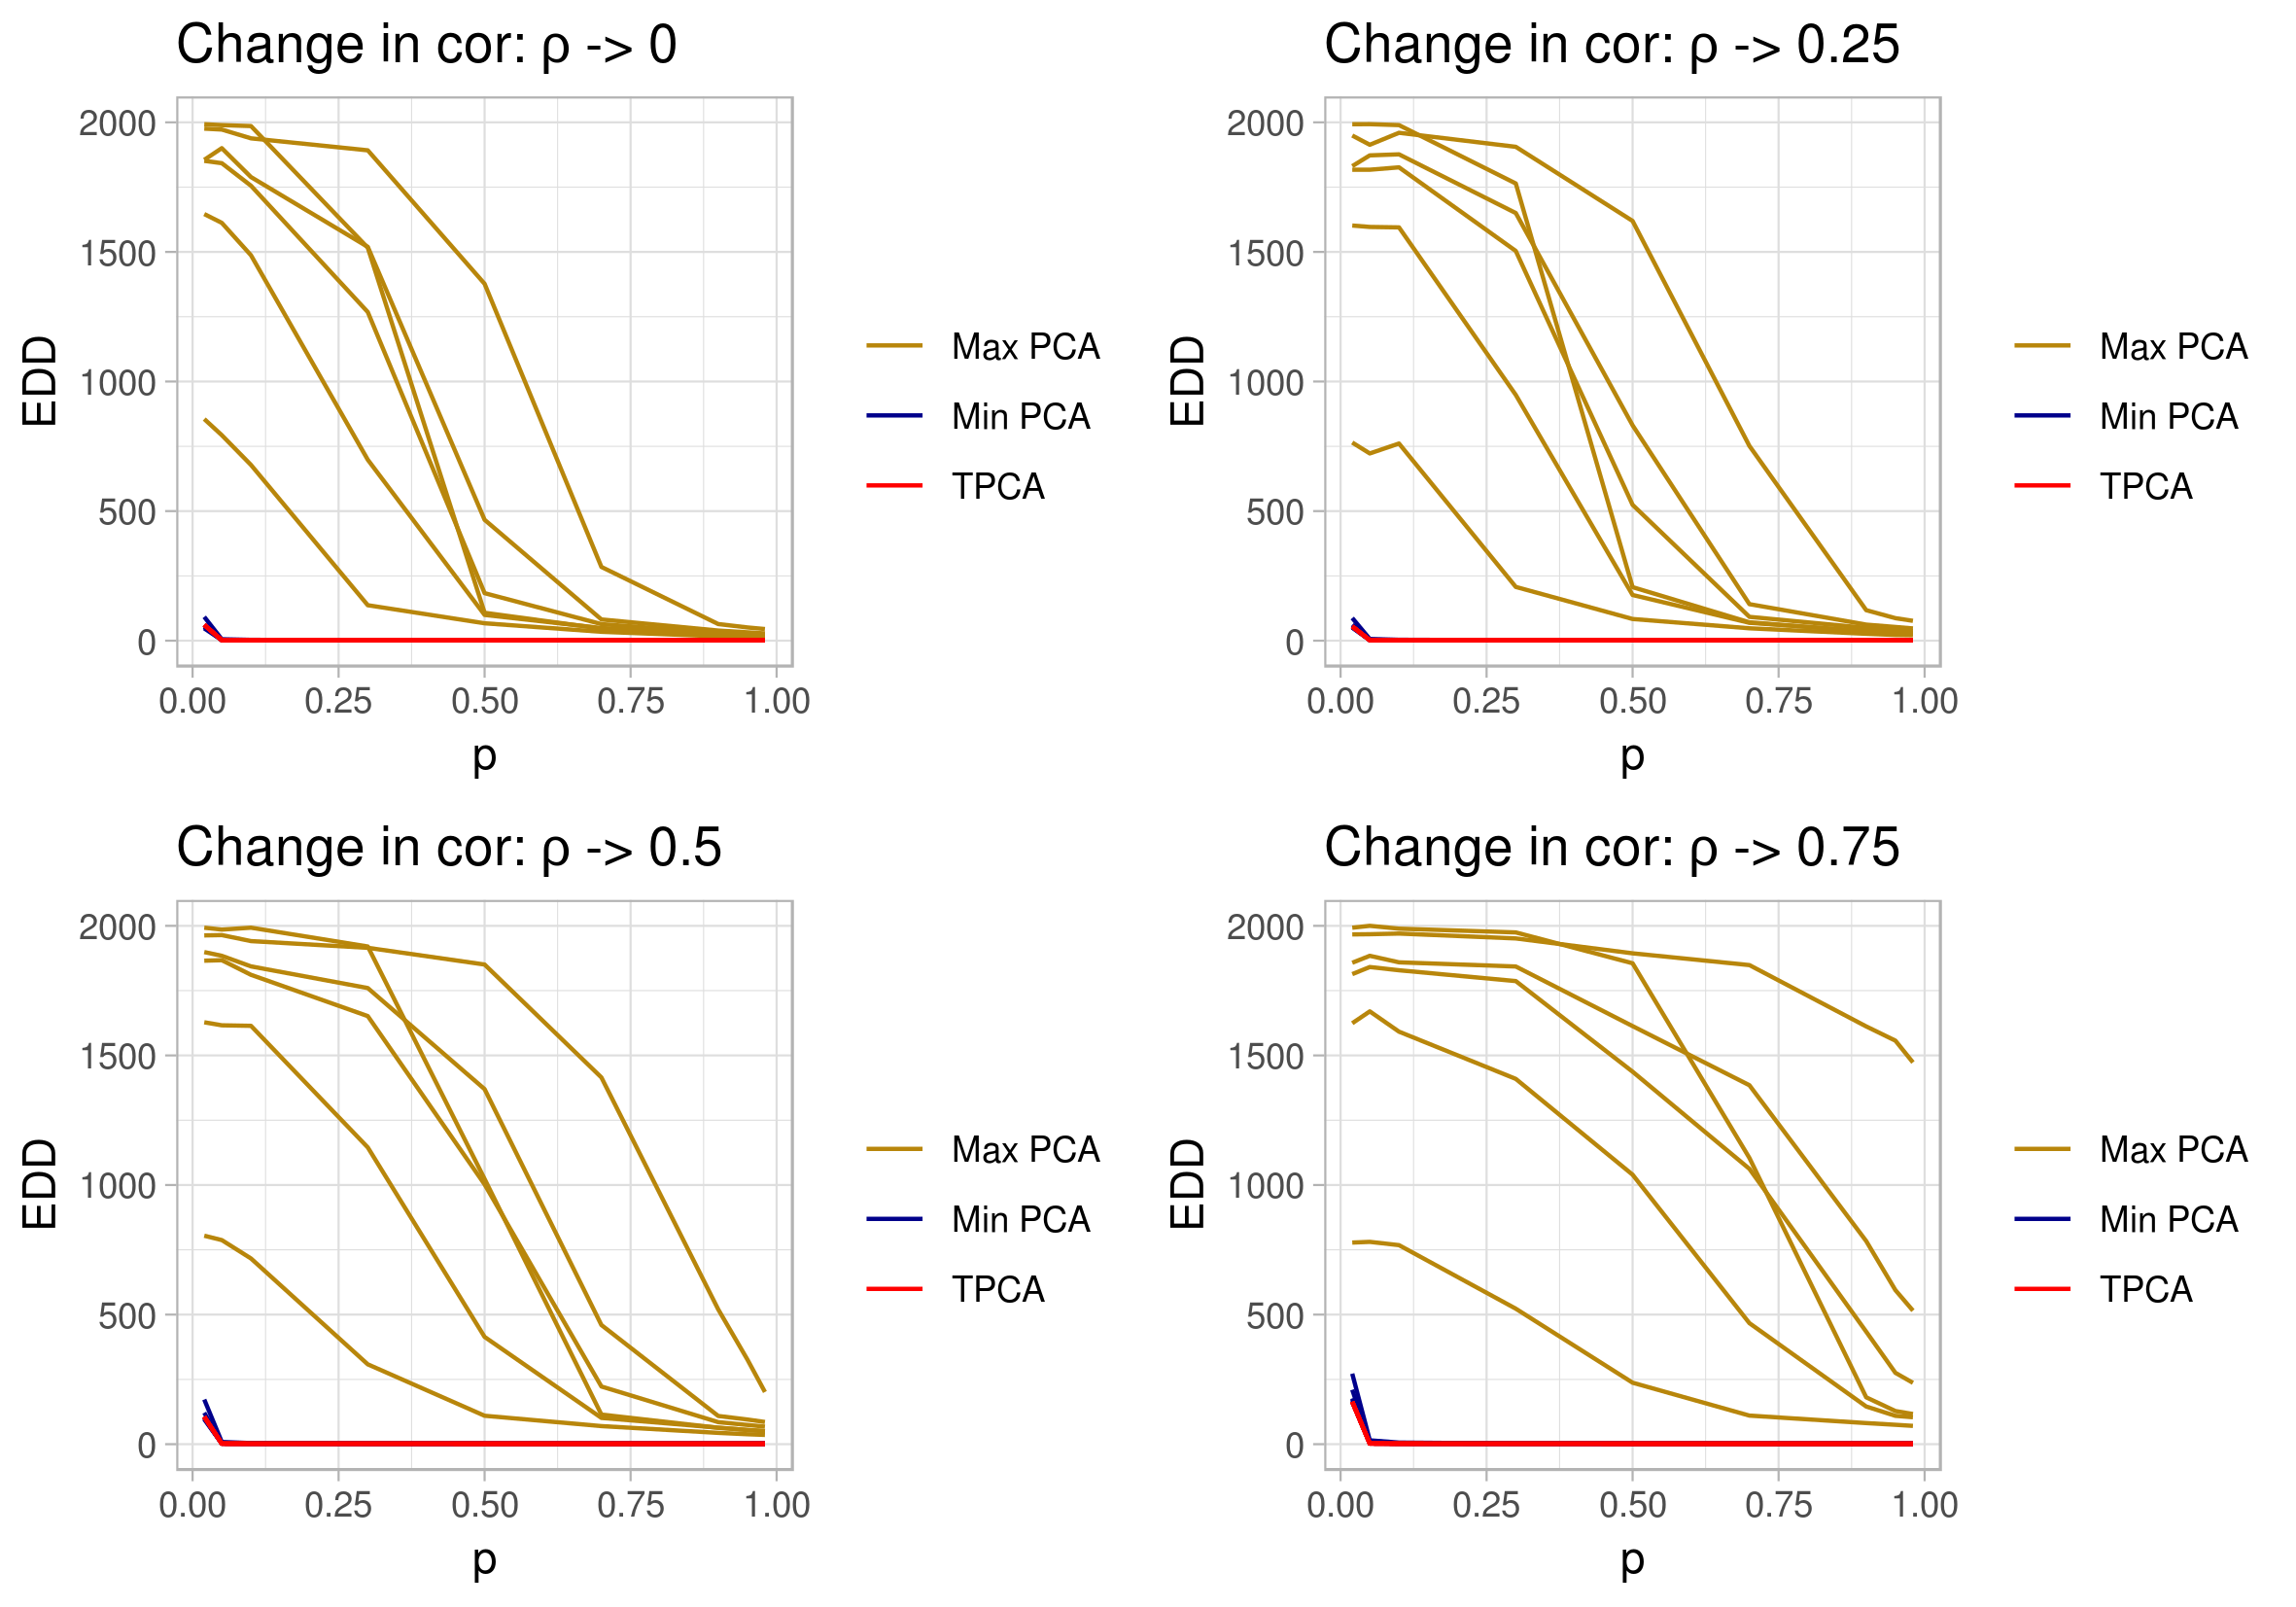 Change in cor: ρ -> 0
2000
1500
1000
500
0
EDD
0.00 0.25 0.50 0.75 1.00
p
Max PCA
Min PCA
TPCA
Change in cor: ρ -> 0.25
2000
1500
1000
500
0
EDD
0.00 0.25 0.50 0.75 1.00
p
Max PCA
Min PCA
TPCA
Change in cor: ρ -> 0.5
2000
1500
1000
500
0
EDD
0.00 0.25 0.50 0.75 1.00
p
Max PCA
Min PCA
TPCA
Change in cor: ρ -> 0.75
2000
1500
1000
500
0
EDD
0.00 0.25 0.50 0.75 1.00
p
Max PCA
Min PCA
TPCA